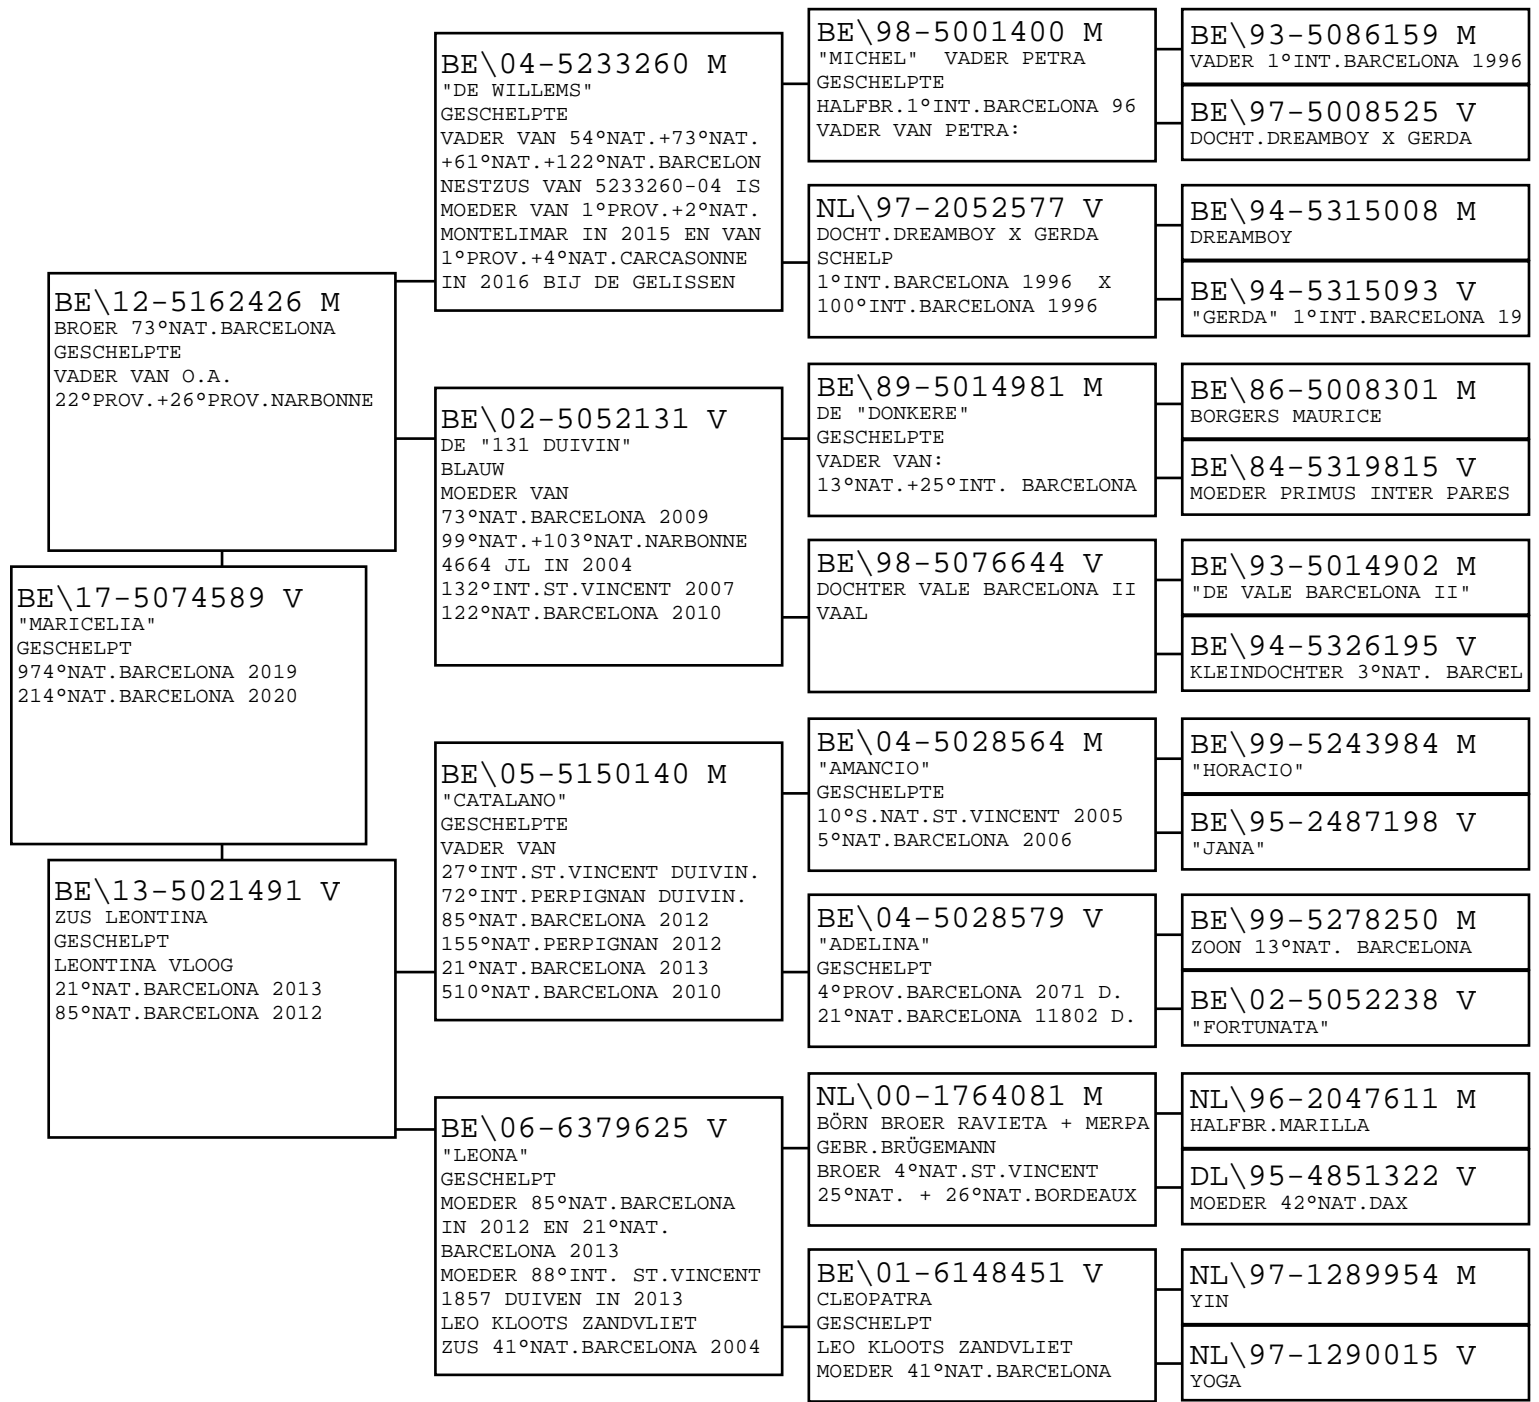 BE\17-5074589 V
"MARICELIA"
GESCHELPT
974°NAT.BARCELONA 2019
214°NAT.BARCELONA 2020
BE\12-5162426 M
BROER 73°NAT.BARCELONA
GESCHELPTE
VADER VAN O.A.
22°PROV.+26°PROV.NARBONNE
BE\13-5021491 V
ZUS LEONTINA
GESCHELPT
LEONTINA VLOOG
21°NAT.BARCELONA 2013
85°NAT.BARCELONA 2012
BE\04-5233260 M
"DE WILLEMS"
GESCHELPTE
VADER VAN 54°NAT.+73°NAT.
+61°NAT.+122°NAT.BARCELON
NESTZUS VAN 5233260-04 IS
MOEDER VAN 1°PROV.+2°NAT.
MONTELIMAR IN 2015 EN VAN
1°PROV.+4°NAT.CARCASONNE
IN 2016 BIJ DE GELISSEN
BE\02-5052131 V
DE "131 DUIVIN"
BLAUW
MOEDER VAN
73°NAT.BARCELONA 2009
99°NAT.+103°NAT.NARBONNE
4664 JL IN 2004
132°INT.ST.VINCENT 2007
122°NAT.BARCELONA 2010
BE\05-5150140 M
"CATALANO"
GESCHELPTE
VADER VAN
27°INT.ST.VINCENT DUIVIN.
72°INT.PERPIGNAN DUIVIN.
85°NAT.BARCELONA 2012
155°NAT.PERPIGNAN 2012
21°NAT.BARCELONA 2013
510°NAT.BARCELONA 2010
BE\06-6379625 V
"LEONA"
GESCHELPT
MOEDER 85°NAT.BARCELONA
IN 2012 EN 21°NAT.
BARCELONA 2013
MOEDER 88°INT. ST.VINCENT
1857 DUIVEN IN 2013
LEO KLOOTS ZANDVLIET
ZUS 41°NAT.BARCELONA 2004
BE\98-5001400 M
"MICHEL"  VADER PETRA
GESCHELPTE
HALFBR.1°INT.BARCELONA 96
VADER VAN PETRA:
NL\97-2052577 V
DOCHT.DREAMBOY X GERDA
SCHELP
1°INT.BARCELONA 1996  X
100°INT.BARCELONA 1996
BE\89-5014981 M
DE "DONKERE"
GESCHELPTE
VADER VAN:
13°NAT.+25°INT. BARCELONA
BE\98-5076644 V
DOCHTER VALE BARCELONA II
VAAL
BE\04-5028564 M
"AMANCIO"
GESCHELPTE
10°S.NAT.ST.VINCENT 2005
5°NAT.BARCELONA 2006
BE\04-5028579 V
"ADELINA"
GESCHELPT
4°PROV.BARCELONA 2071 D.
21°NAT.BARCELONA 11802 D.
NL\00-1764081 M
BÖRN BROER RAVIETA + MERPA
GEBR.BRÜGEMANN
BROER 4°NAT.ST.VINCENT
25°NAT. + 26°NAT.BORDEAUX
BE\01-6148451 V
CLEOPATRA
GESCHELPT
LEO KLOOTS ZANDVLIET
MOEDER 41°NAT.BARCELONA
BE\93-5086159 M
VADER 1°INT.BARCELONA 1996
BE\97-5008525 V
DOCHT.DREAMBOY X GERDA
BE\94-5315008 M
DREAMBOY
BE\94-5315093 V
"GERDA" 1°INT.BARCELONA 19
BE\86-5008301 M
BORGERS MAURICE
BE\84-5319815 V
MOEDER PRIMUS INTER PARES
BE\93-5014902 M
"DE VALE BARCELONA II"
BE\94-5326195 V
KLEINDOCHTER 3°NAT. BARCEL
BE\99-5243984 M
"HORACIO"
BE\95-2487198 V
"JANA"
BE\99-5278250 M
ZOON 13°NAT. BARCELONA
BE\02-5052238 V
"FORTUNATA"
NL\96-2047611 M
HALFBR.MARILLA
DL\95-4851322 V
MOEDER 42°NAT.DAX
NL\97-1289954 M
YIN
NL\97-1290015 V
YOGA